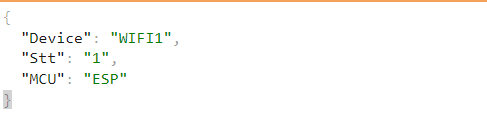 {
"Device": "WIFI1",
"Stt": "1",
"MCU": "ESP"
}